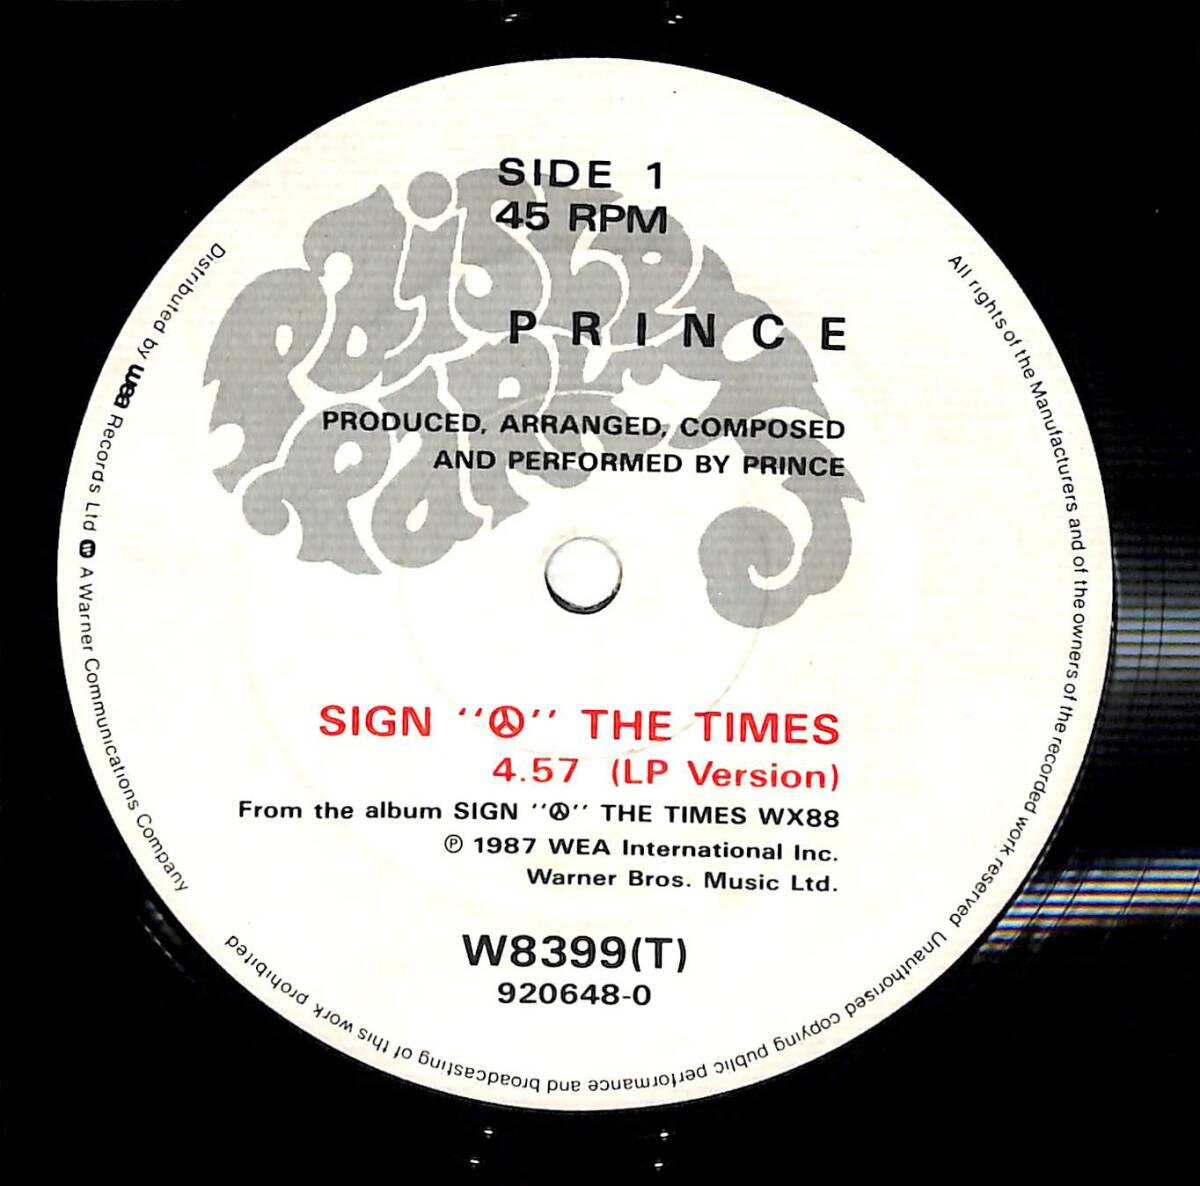 SIDE 1
45 RPM
Paisley
Park
PRINCE
PRODUCED, ARRANGED, COMPOSED
AND PERFORMED BY PRINCE
SIGN "☮" THE TIMES
4.57 (LP Version)
From the album SIGN "☮" THE TIMES WX88
℗ 1987 WEA International Inc.
Warner Bros. Music Ltd.
W8399(T)
920648-0
Distributed by wea Records Ltd. A Warner Communications Company
All rights of the Manufacturers and of the owners of the recorded work reserved Unauthorised copying public performance and broadcasting of this work prohibited